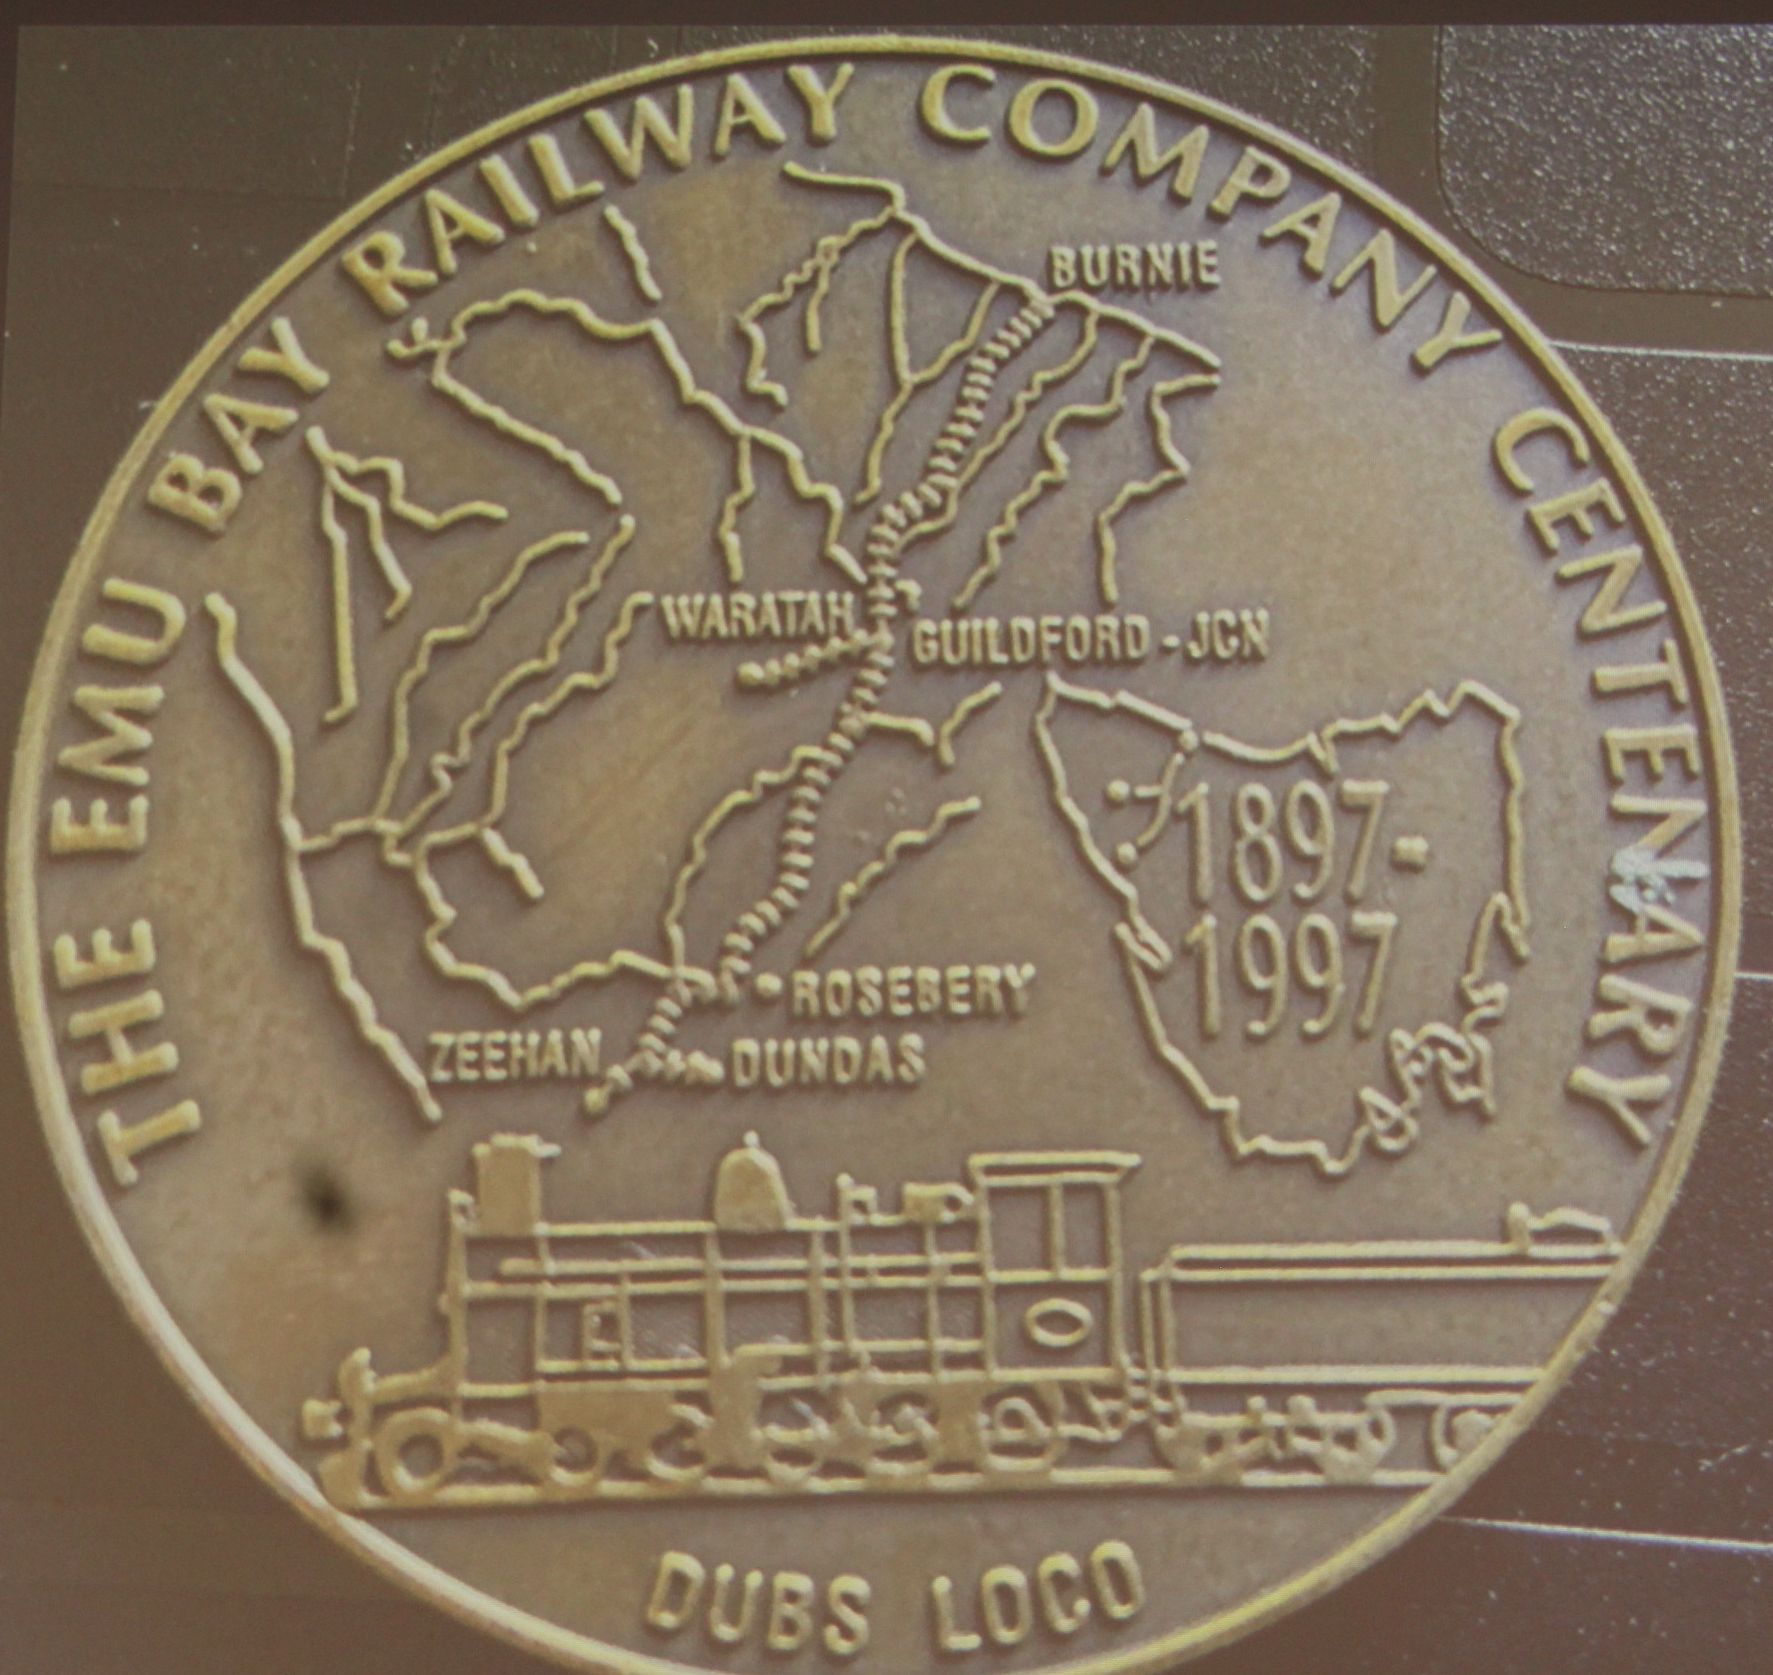 THE EMU BAY RAILWAY COMPANY CENTENARY
BURNIE
WARATAH
GUILDFORD - JCN
1897-
1997
ROSEBERY
ZEEHAN
DUNDAS
DUBS LOCO